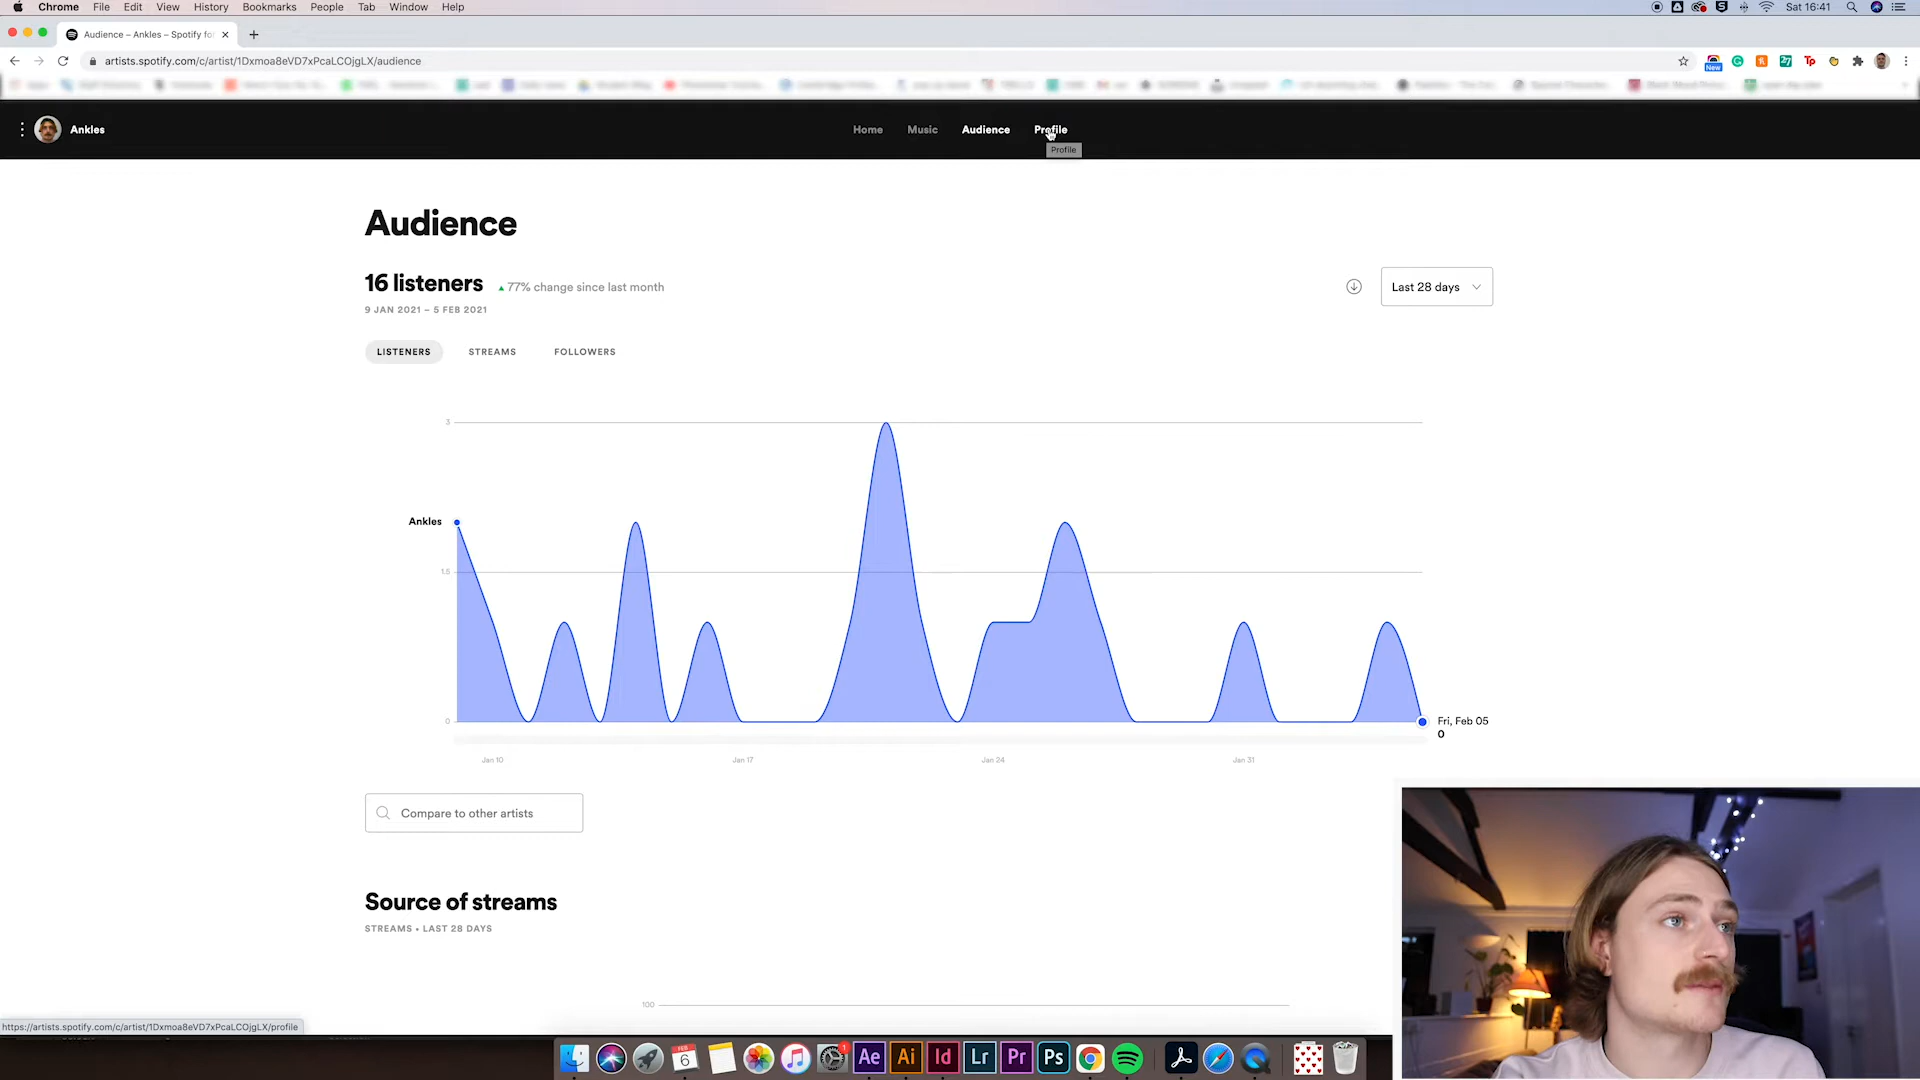 Chrome File Edit View History Bookmarks People Tab Window Help
Sat 16:41
Audience – Ankles – Spotify fo
artists.spotify.com/c/artist/1Dxmoa8eVD7xPcaLCOjgLX/audience
New
Ankles
Home Music Audience Profile
Profile
Audience
16 listeners
77% change since last month
Last 28 days
9 JAN 2021 – 5 FEB 2021
LISTENERS STREAMS FOLLOWERS
3
Ankles
1.5
0
Fri, Feb 05
0
Jan 10 Jan 17 Jan 24 Jan 31
Compare to other artists
Source of streams
STREAMS • LAST 28 DAYS
100
https://artists.spotify.com/c/artist/1Dxmoa8eVD7xPcaLCOjgLX/profile
FEB
6
1
Ae Ai Id Lr Pr Ps